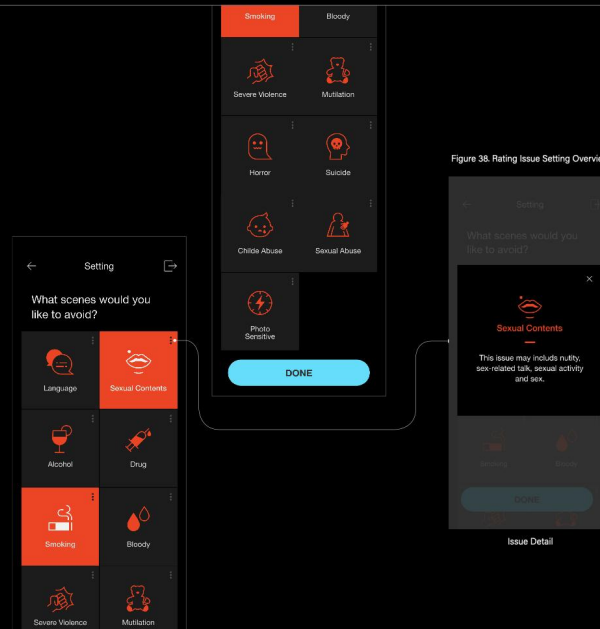 Smoking
Bloody
Severe Violence
Mutilation
Horror
Suicide
Childe Abuse
Sexual Abuse
Photo
Sensitive
DONE
Setting
What scenes would you
like to avoid?
Language
Sexual Contents
Alcohol
Drug
Smoking
Bloody
Severe Violence
Mutilation
Figure 38. Rating Issue Setting Overvie
Setting
What scenes would you
like to avoid?
Sexual Contents
This issue may includs nutity,
sex-related talk, sexual activity
and sex.
Smoking
Bloody
DONE
Issue Detail